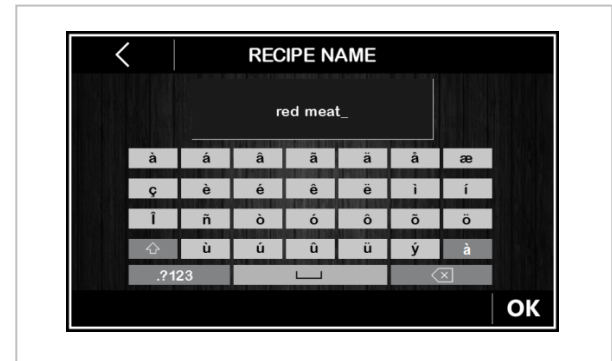 RECIPE NAME
red meat_
à á â ã ä å æ
ç è é ê ë ì í
Î ñ ò ó ô õ ö
ù ú û ü ý à
.?123
OK